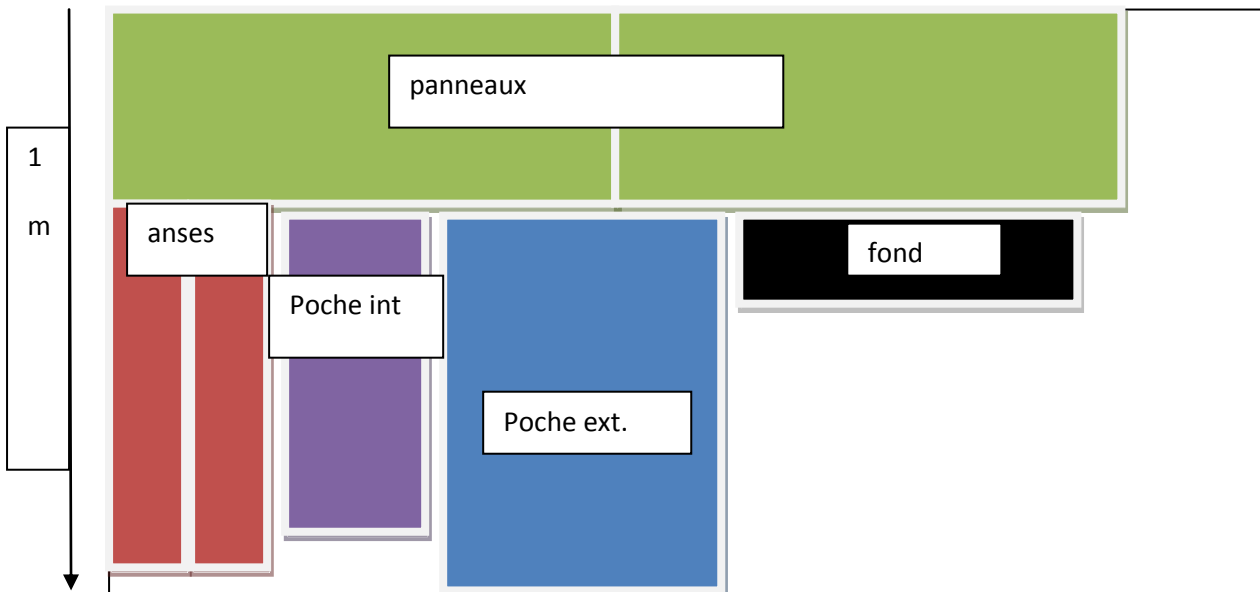 panneaux
1
m
anses
fond
Poche int
Poche ext.